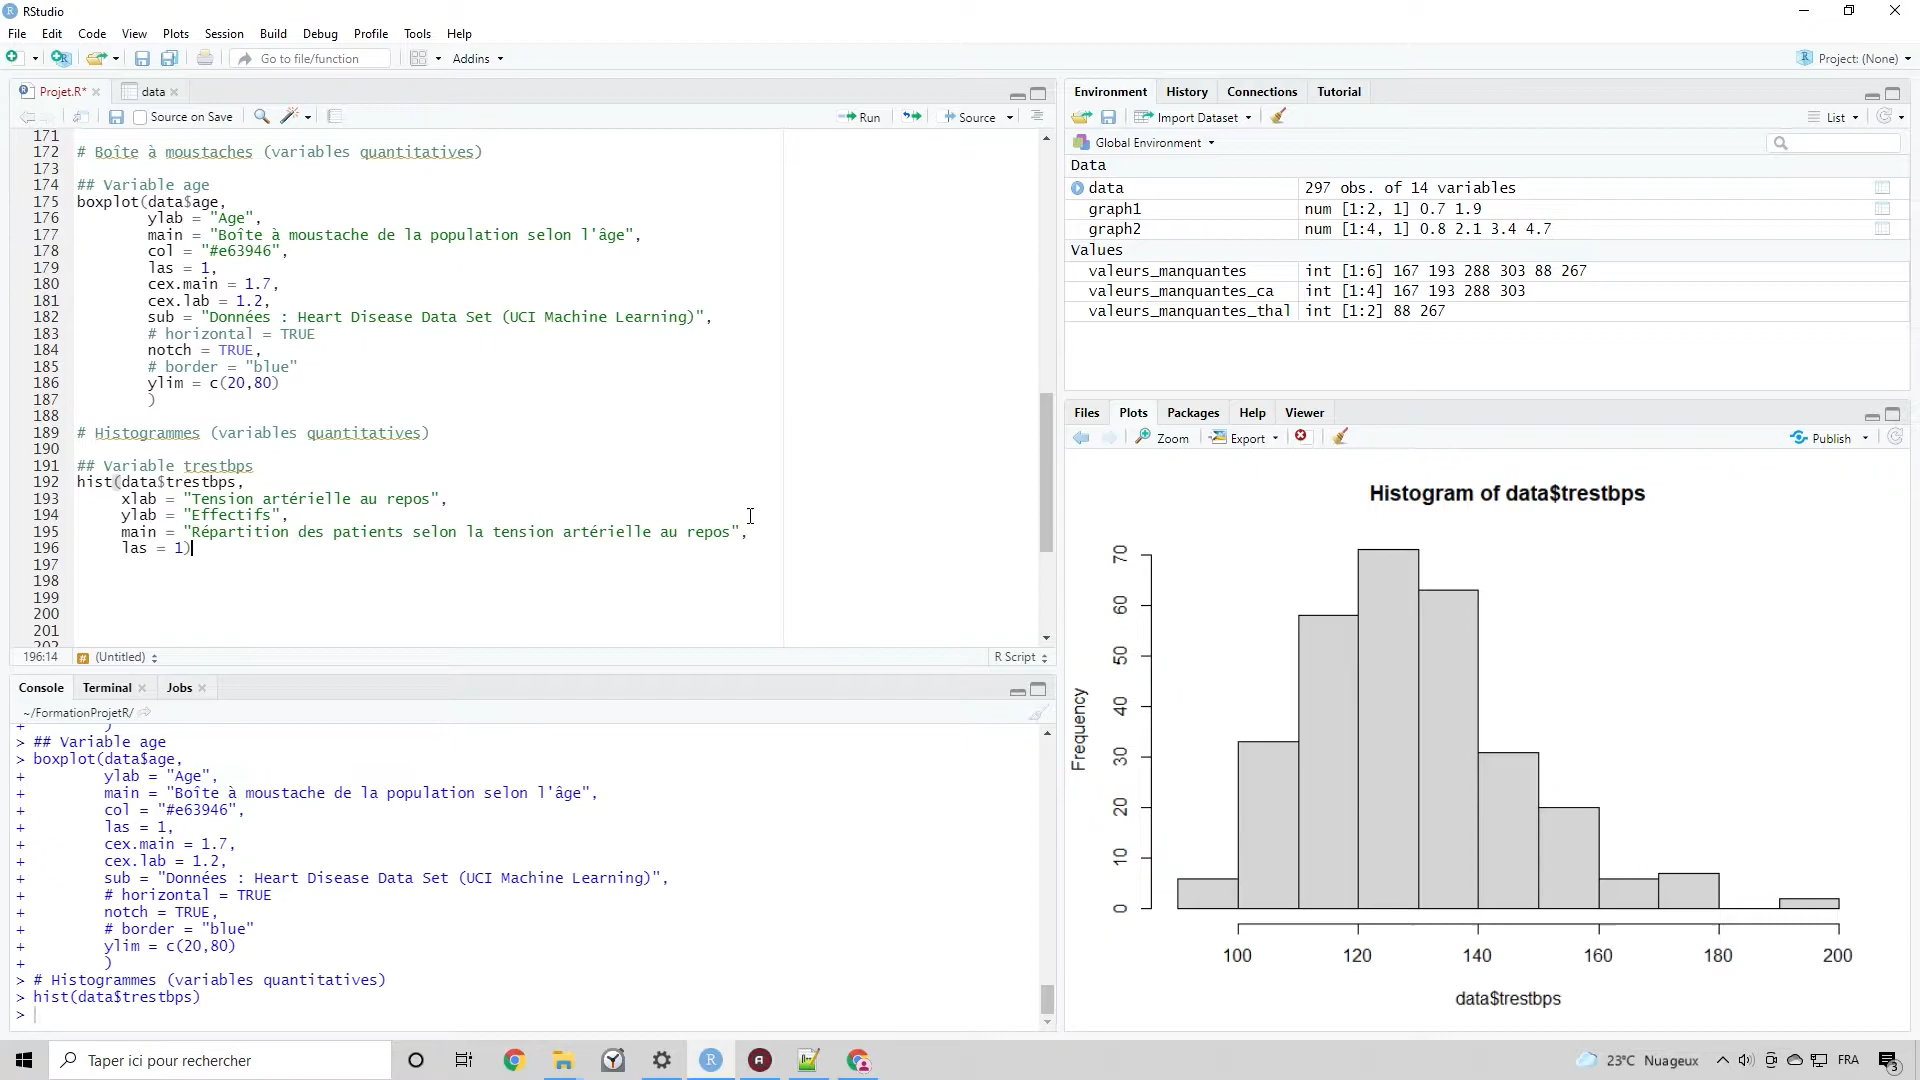 RStudio
File Edit Code View Plots Session Build Debug Profile Tools Help
Go to file/function Addins Project: (None)
Projet.R* data
Source on Save Run Source
171
172 # Boîte à moustaches (variables quantitatives)
173
174 ## Variable age
175 boxplot(data$age,
176 ylab = "Age",
177 main = "Boîte à moustache de la population selon l'âge",
178 col = "#e63946",
179 las = 1,
180 cex.main = 1.7,
181 cex.lab = 1.2,
182 sub = "Données : Heart Disease Data Set (UCI Machine Learning)",
183 # horizontal = TRUE
184 notch = TRUE,
185 # border = "blue"
186 ylim = c(20,80)
187 )
188
189 # Histogrammes (variables quantitatives)
190
191 ## Variable trestbps
192 hist(data$trestbps,
193 xlab = "Tension artérielle au repos",
194 ylab = "Effectifs",
195 main = "Répartition des patients selon la tension artérielle au repos",
196 las = 1)
197
198
199
200
201
202
196:14 # (Untitled) R Script
Console Terminal Jobs
~/FormationProjetR/
+ )
> ## Variable age
> boxplot(data$age,
+ ylab = "Age",
+ main = "Boîte à moustache de la population selon l'âge",
+ col = "#e63946",
+ las = 1,
+ cex.main = 1.7,
+ cex.lab = 1.2,
+ sub = "Données : Heart Disease Data Set (UCI Machine Learning)",
+ # horizontal = TRUE
+ notch = TRUE,
+ # border = "blue"
+ ylim = c(20,80)
+ )
> # Histogrammes (variables quantitatives)
> hist(data$trestbps)
>
Environment History Connections Tutorial
Import Dataset List
Global Environment
Data
data 297 obs. of 14 variables
graph1 num [1:2, 1] 0.7 1.9
graph2 num [1:4, 1] 0.8 2.1 3.4 4.7
Values
valeurs_manquantes int [1:6] 167 193 288 303 88 267
valeurs_manquantes_ca int [1:4] 167 193 288 303
valeurs_manquantes_thal int [1:2] 88 267
Files Plots Packages Help Viewer
Zoom Export Publish
Histogram of data$trestbps
Frequency
70
60
50
40
30
20
10
0
100 120 140 160 180 200
data$trestbps
Taper ici pour rechercher
23°C Nuageux FRA 3